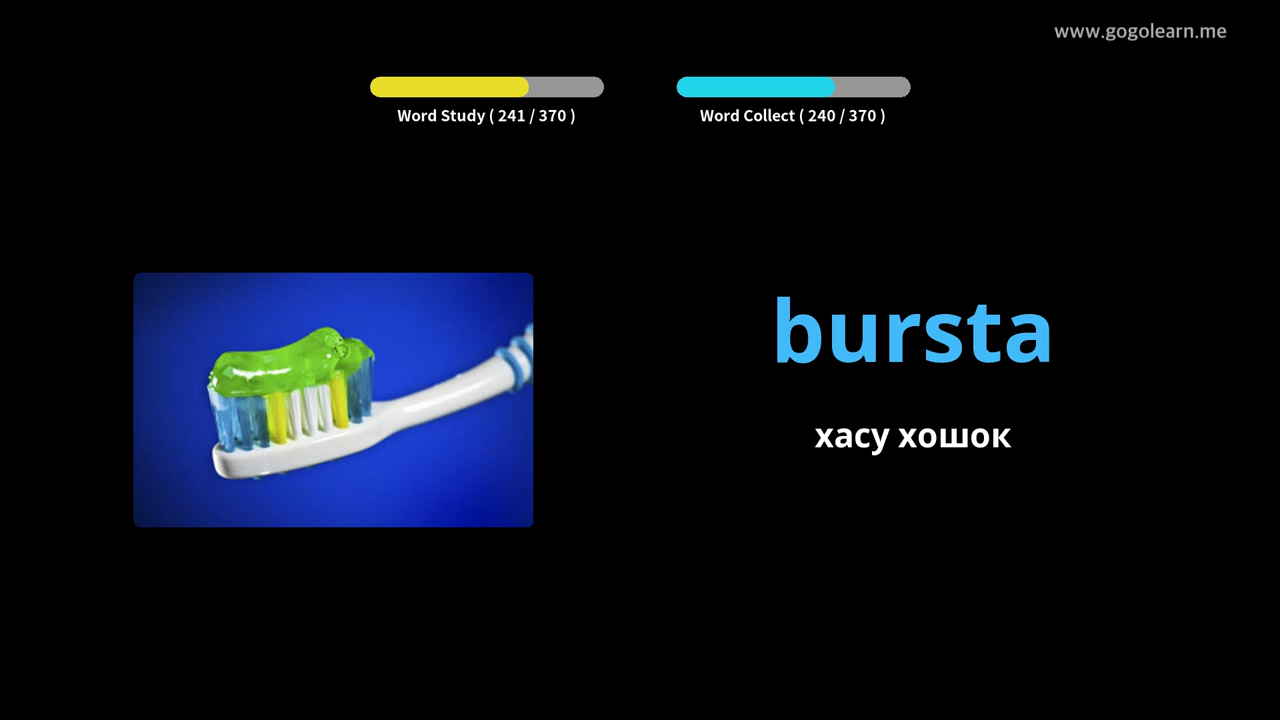 www.gogolearn.me
Word Study ( 241 / 370 )
Word Collect ( 240 / 370 )
bursta
хасу хошок